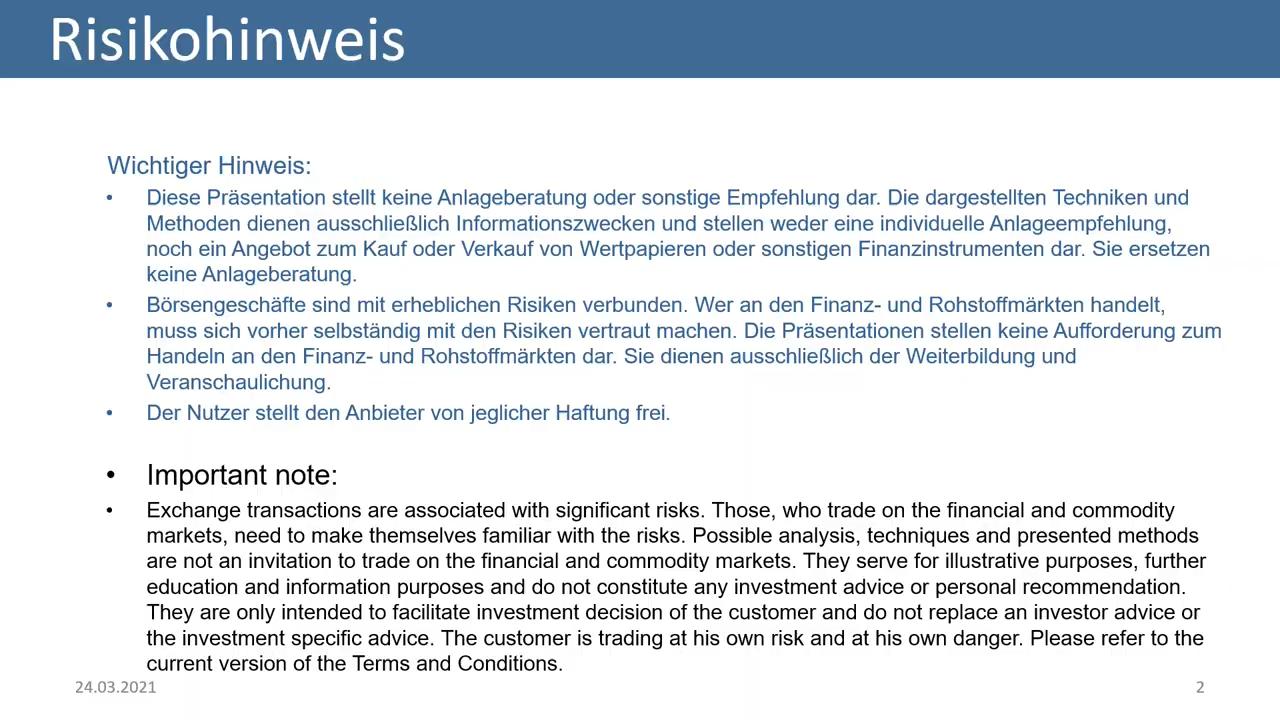 Risikohinweis
Wichtiger Hinweis:
• Diese Präsentation stellt keine Anlageberatung oder sonstige Empfehlung dar. Die dargestellten Techniken und
Methoden dienen ausschließlich Informationszwecken und stellen weder eine individuelle Anlageempfehlung,
noch ein Angebot zum Kauf oder Verkauf von Wertpapieren oder sonstigen Finanzinstrumenten dar. Sie ersetzen
keine Anlageberatung.
• Börsengeschäfte sind mit erheblichen Risiken verbunden. Wer an den Finanz- und Rohstoffmärkten handelt,
muss sich vorher selbständig mit den Risiken vertraut machen. Die Präsentationen stellen keine Aufforderung zum
Handeln an den Finanz- und Rohstoffmärkten dar. Sie dienen ausschließlich der Weiterbildung und
Veranschaulichung.
• Der Nutzer stellt den Anbieter von jeglicher Haftung frei.
• Important note:
• Exchange transactions are associated with significant risks. Those, who trade on the financial and commodity
markets, need to make themselves familiar with the risks. Possible analysis, techniques and presented methods
are not an invitation to trade on the financial and commodity markets. They serve for illustrative purposes, further
education and information purposes and do not constitute any investment advice or personal recommendation.
They are only intended to facilitate investment decision of the customer and do not replace an investor advice or
the investment specific advice. The customer is trading at his own risk and at his own danger. Please refer to the
current version of the Terms and Conditions.
24.03.2021
2